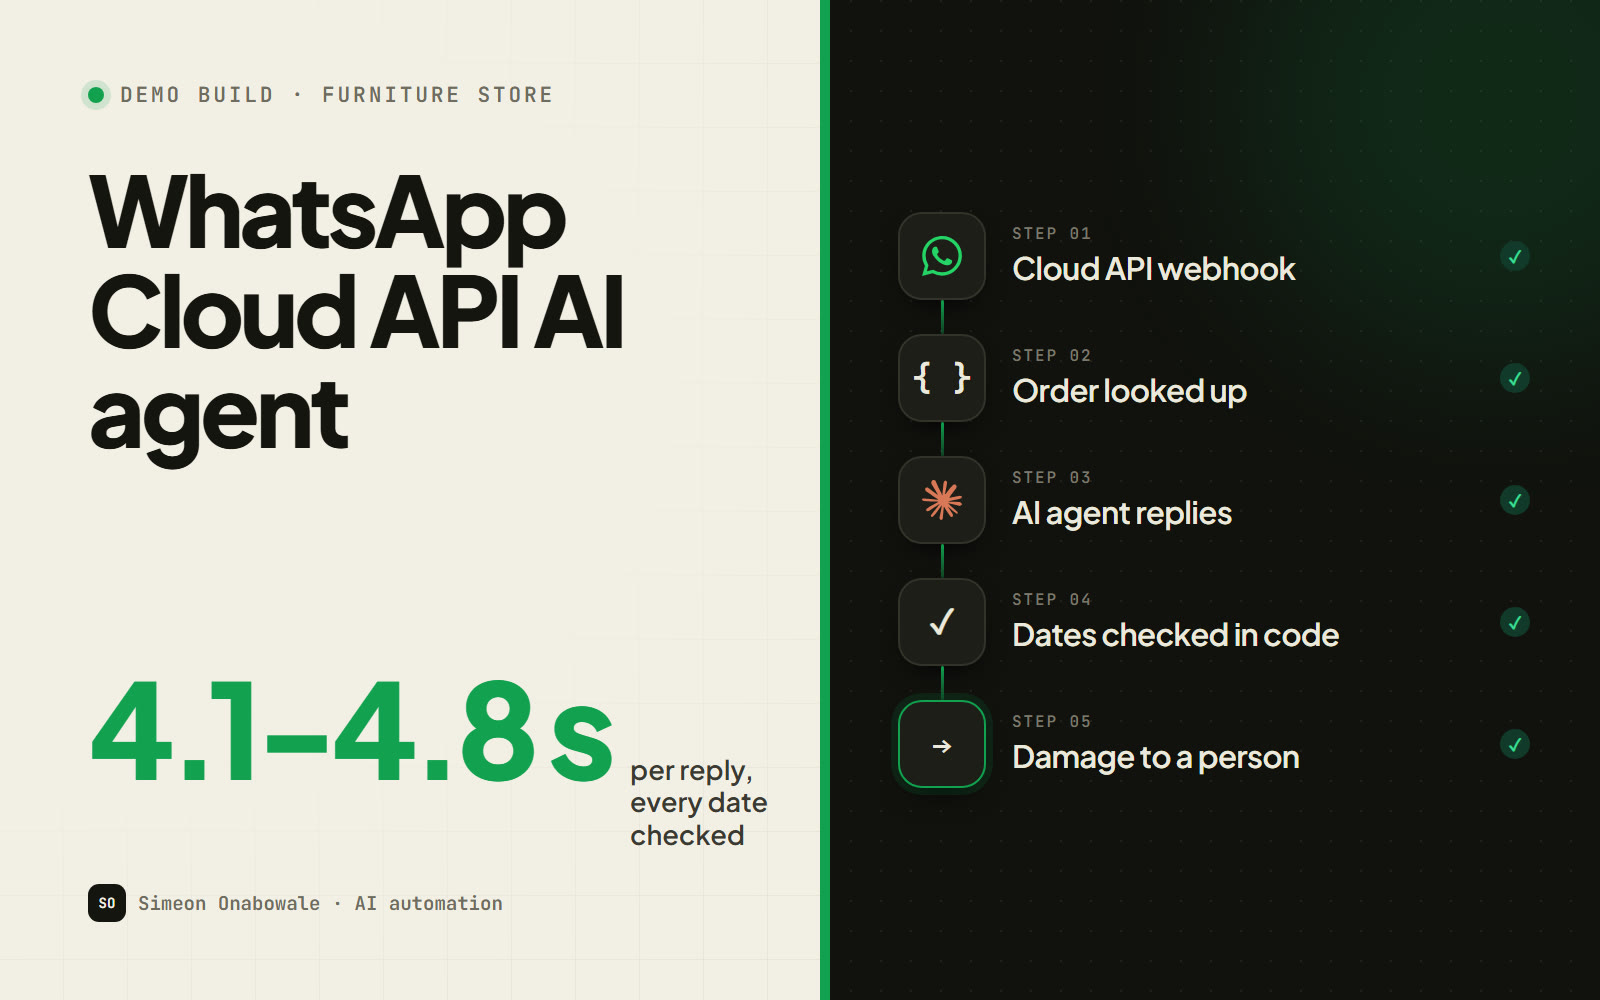 DEMO BUILD · FURNITURE STORE
WhatsApp
Cloud API AI
agent
4.1–4.8s
per reply,
every date
checked
SO
Simeon Onabowale · AI automation
STEP 01
Cloud API webhook
{ }
STEP 02
Order looked up
STEP 03
AI agent replies
STEP 04
Dates checked in code
STEP 05
Damage to a person